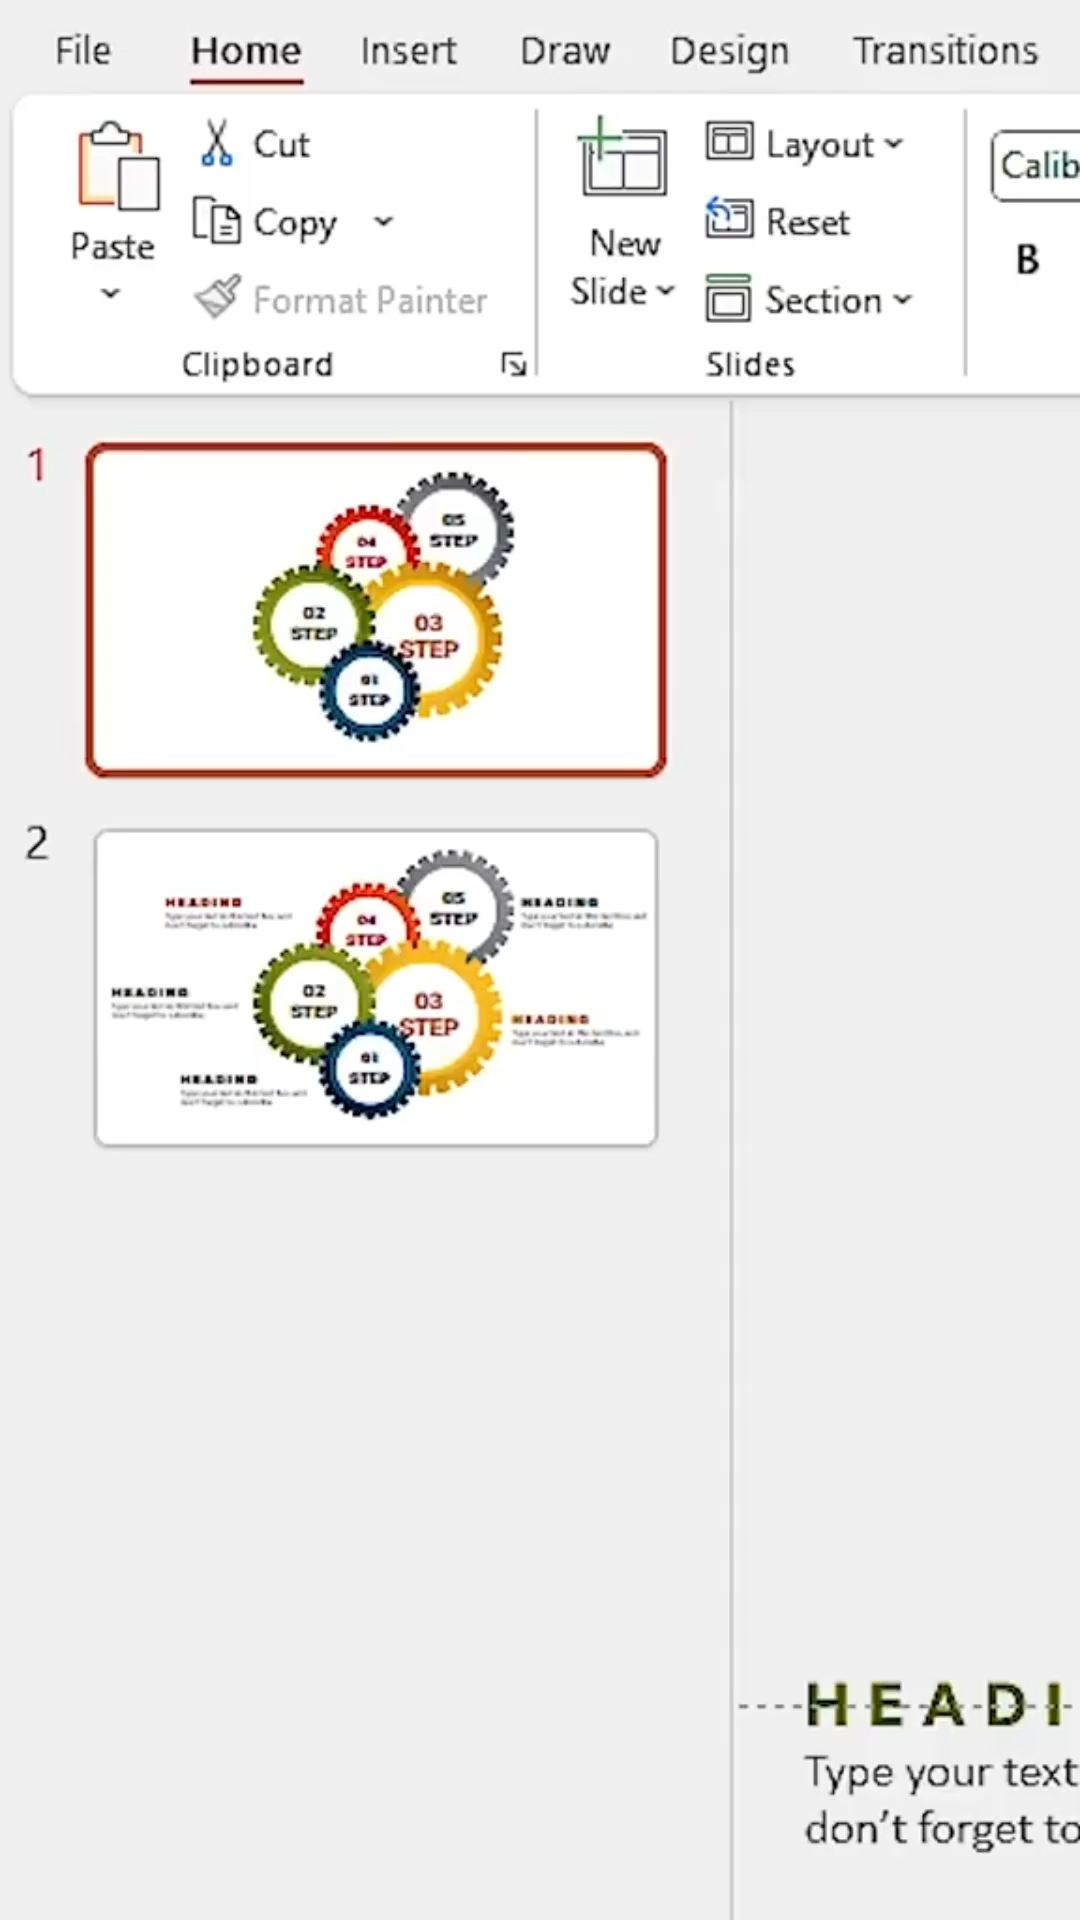 File Home Insert Draw Design Transitions
Paste
Cut
Copy
Format Painter
Clipboard
New
Slide
Layout
Reset
Section
Slides
Calib
B
1
05
STEP
04
STEP
02
STEP
03
STEP
01
STEP
2
HEADING
05
STEP
HEADING
04
STEP
HEADING
02
STEP
03
STEP
HEADING
01
STEP
HEADING
HEADI
Type your text
don't forget to